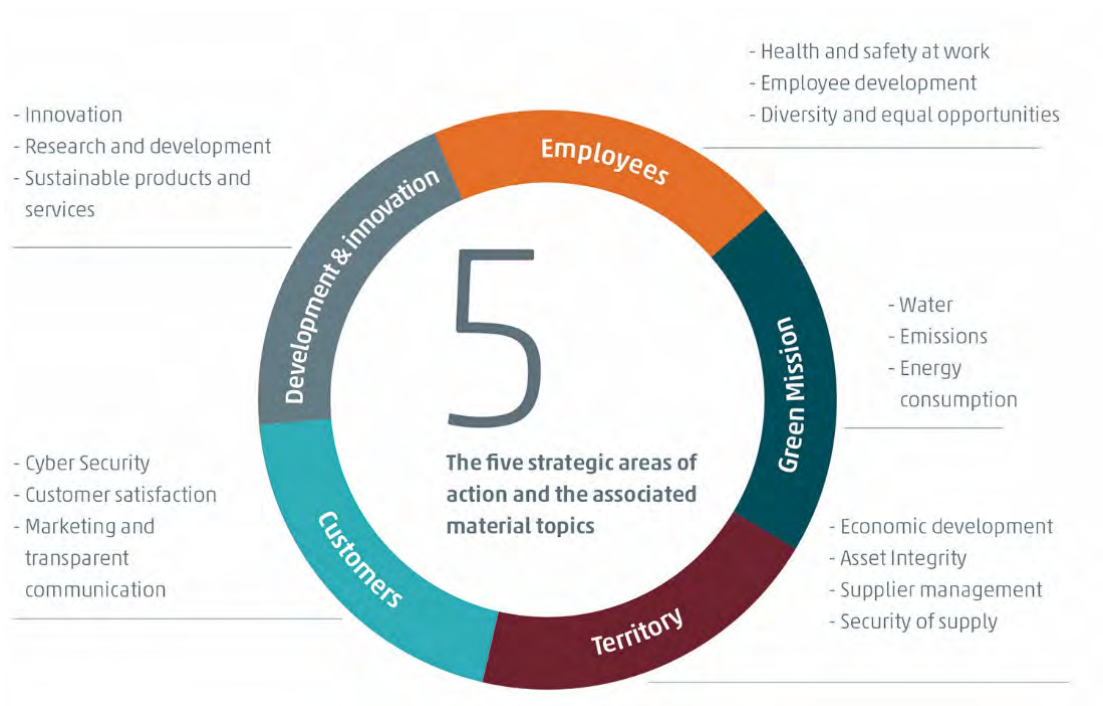 - Health and safety at work
- Employee development
- Diversity and equal opportunities
- Innovation
- Research and development
- Sustainable products and
services
Employees
Development & innovation
Green Mission
5
- Water
- Emissions
- Energy
consumption
The five strategic areas of
action and the associated
material topics
- Cyber Security
- Customer satisfaction
- Marketing and
transparent
communication
Customers
Territory
- Economic development
- Asset Integrity
- Supplier management
- Security of supply